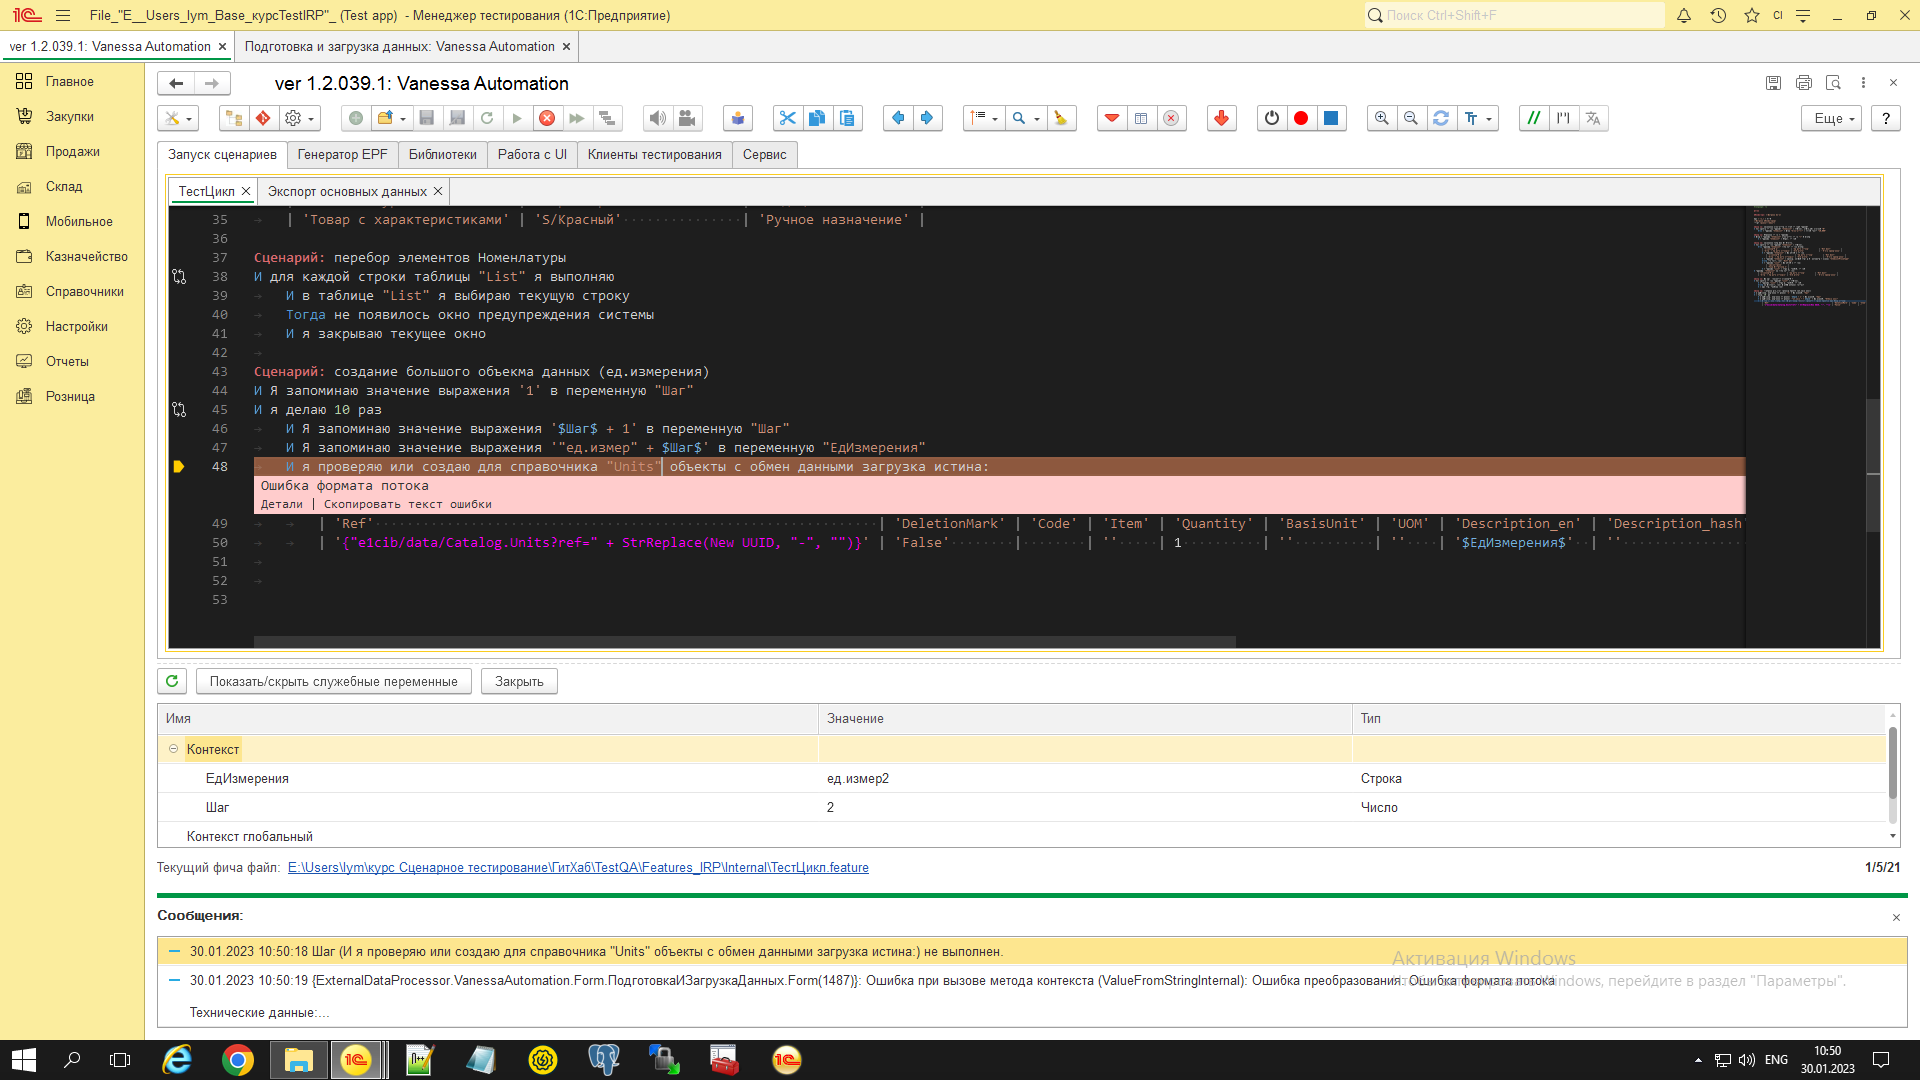 File_"E__Users_lym_Base_курсTestIRP"_ (Test app) - Менеджер тестирования (1С:Предприятие)
Поиск Ctrl+Shift+F
CI
ver 1.2.039.1: Vanessa Automation ×
Подготовка и загрузка данных: Vanessa Automation ×
Главное
Закупки
Продажи
Склад
Мобильное
Казначейство
Справочники
Настройки
Отчеты
Розница
ver 1.2.039.1: Vanessa Automation
Еще
?
Запуск сценариев
Генератор EPF
Библиотеки
Работа с UI
Клиенты тестирования
Сервис
ТестЦикл ×
Экспорт основных данных ×
35 | 'Товар с характеристиками' | 'S/Красный' | 'Ручное назначение' |
36
37 Сценарий: перебор элементов Номенлатуры
38 И для каждой строки таблицы "List" я выполняю
39 И в таблице "List" я выбираю текущую строку
40 Тогда не появилось окно предупреждения системы
41 И я закрываю текущее окно
42
43 Сценарий: создание большого объекма данных (ед.измерения)
44 И Я запоминаю значение выражения '1' в переменную "Шаг"
45 И я делаю 10 раз
46 И Я запоминаю значение выражения '$Шаг$ + 1' в переменную "Шаг"
47 И Я запоминаю значение выражения '"ед.измер" + $Шаг$' в переменную "ЕдИзмерения"
48 И я проверяю или создаю для справочника "Units" объекты с обмен данными загрузка истина:
Ошибка формата потока
Детали | Скопировать текст ошибки
49 | 'Ref' | 'DeletionMark' | 'Code' | 'Item' | 'Quantity' | 'BasisUnit' | 'UOM' | 'Description_en' | 'Description_hash'
50 | '{"e1cib/data/Catalog.Units?ref=" + StrReplace(New UUID, "-", "")}' | 'False' | | '' | 1 | '' | '' | '$ЕдИзмерения$' | ''
51
52
53
Показать/скрыть служебные переменные
Закрыть
Имя Значение Тип
Контекст
ЕдИзмерения ед.измер2 Строка
Шаг 2 Число
Контекст глобальный
Текущий фича файл: E:\Users\lym\курс Сценарное тестирование\ГитХаб\TestQA\Features_IRP\Internal\ТестЦикл.feature
1/5/21
Сообщения:
30.01.2023 10:50:18 Шаг (И я проверяю или создаю для справочника "Units" объекты с обмен данными загрузка истина:) не выполнен.
30.01.2023 10:50:19 {ExternalDataProcessor.VanessaAutomation.Form.ПодготовкаИЗагрузкаДанных.Form(1487)}: Ошибка при вызове метода контекста (ValueFromStringInternal): Ошибка преобразования: Ошибка формата потока
Технические данные:...
Активация Windows
Чтобы активировать Windows, перейдите в раздел "Параметры".
ENG
10:50
30.01.2023